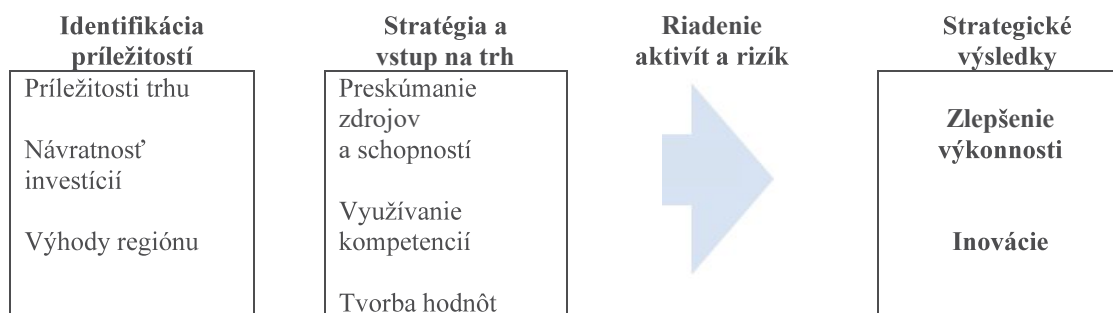 Identifikácia
príležitostí
Príležitosti trhu
Návratnosť
investícií
Výhody regiónu
Stratégia a
vstup na trh
Preskúmanie
zdrojov
a schopností
Využívanie
kompetencií
Tvorba hodnôt
Riadenie
aktivít a rizík
Strategické
výsledky
Zlepšenie
výkonnosti
Inovácie